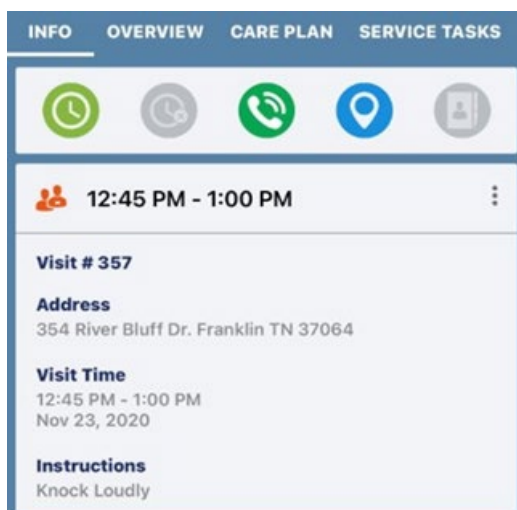 INFO OVERVIEW CARE PLAN SERVICE TASKS
12:45 PM - 1:00 PM
Visit # 357
Address
354 River Bluff Dr. Franklin TN 37064
Visit Time
12:45 PM - 1:00 PM
Nov 23, 2020
Instructions
Knock Loudly